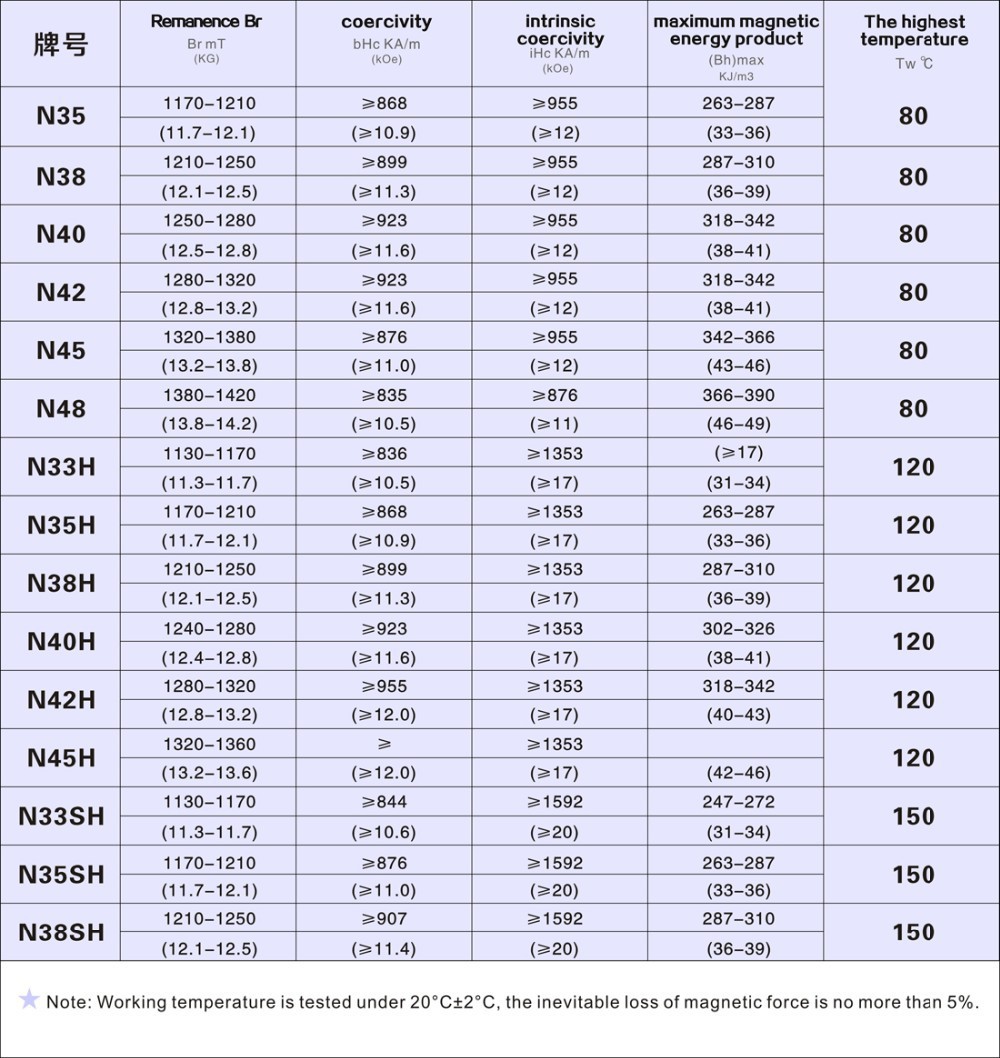 牌号
Remanence Br
Br mT
(KG)
coercivity
bHc KA/m
(kOe)
intrinsic
coercivity
iHc KA/m
(kOe)
maximum magnetic
energy product
(Bh)max
KJ/m3
The highest
temperature
Tw ℃
N35
1170–1210 ≥868 ≥955 263–287
(11.7–12.1) (≥10.9) (≥12) (33–36)
80
N38
1210–1250 ≥899 ≥955 287–310
(12.1–12.5) (≥11.3) (≥12) (36–39)
80
N40
1250–1280 ≥923 ≥955 318–342
(12.5–12.8) (≥11.6) (≥12) (38–41)
80
N42
1280–1320 ≥923 ≥955 318–342
(12.8–13.2) (≥11.6) (≥12) (38–41)
80
N45
1320–1380 ≥876 ≥955 342–366
(13.2–13.8) (≥11.0) (≥12) (43–46)
80
N48
1380–1420 ≥835 ≥876 366–390
(13.8–14.2) (≥10.5) (≥11) (46–49)
80
N33H
1130–1170 ≥836 ≥1353 (≥17)
(11.3–11.7) (≥10.5) (≥17) (31–34)
120
N35H
1170–1210 ≥868 ≥1353 263–287
(11.7–12.1) (≥10.9) (≥17) (33–36)
120
N38H
1210–1250 ≥899 ≥1353 287–310
(12.1–12.5) (≥11.3) (≥17) (36–39)
120
N40H
1240–1280 ≥923 ≥1353 302–326
(12.4–12.8) (≥11.6) (≥17) (38–41)
120
N42H
1280–1320 ≥955 ≥1353 318–342
(12.8–13.2) (≥12.0) (≥17) (40–43)
120
N45H
1320–1360 ≥ ≥1353
(13.2–13.6) (≥12.0) (≥17) (42–46)
120
N33SH
1130–1170 ≥844 ≥1592 247–272
(11.3–11.7) (≥10.6) (≥20) (31–34)
150
N35SH
1170–1210 ≥876 ≥1592 263–287
(11.7–12.1) (≥11.0) (≥20) (33–36)
150
N38SH
1210–1250 ≥907 ≥1592 287–310
(12.1–12.5) (≥11.4) (≥20) (36–39)
150
★ Note: Working temperature is tested under 20°C±2°C, the inevitable loss of magnetic force is no more than 5%.